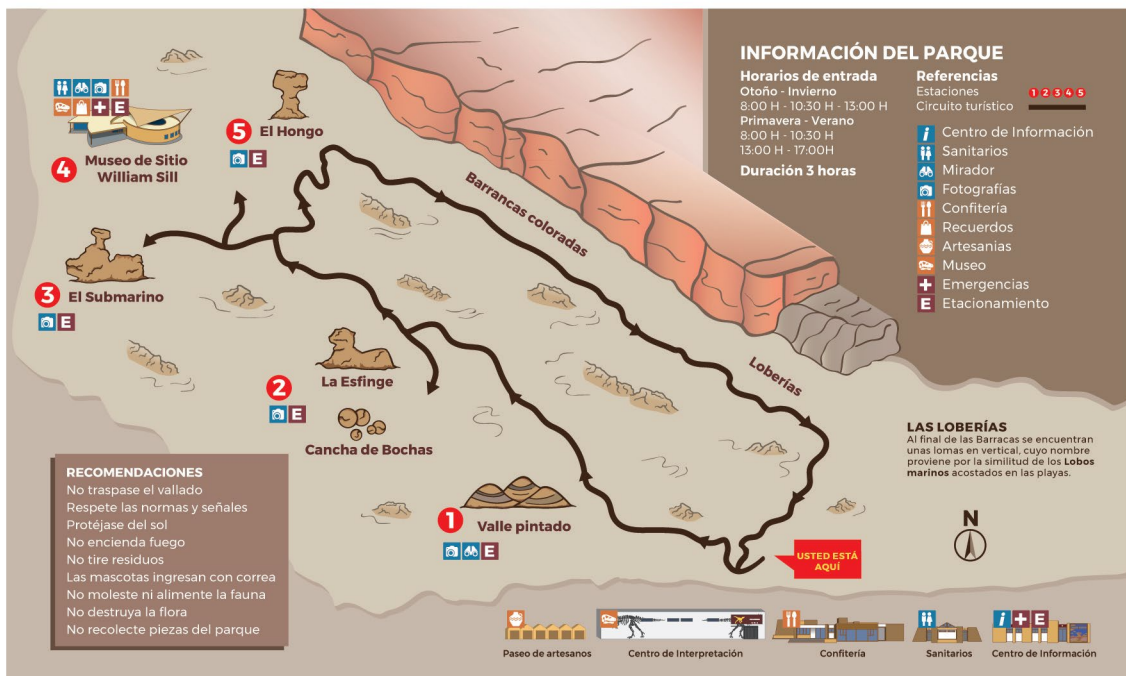 INFORMACIÓN DEL PARQUE
Horarios de entrada
Otoño - Invierno
8:00 H - 10:30 H - 13:00 H
Primavera - Verano
8:00 H - 10:30 H
13:00 H - 17:00H
Duración 3 horas
Referencias
Estaciones 1 2 3 4 5
Circuito turístico
i Centro de Información
Sanitarios
Mirador
Fotografías
Confitería
Recuerdos
Artesanias
Museo
Emergencias
E Etacionamiento
5
El Hongo
E
E
4
Museo de Sitio
William Sill
Barrancas coloradas
3
El Submarino
E
La Esfinge
2
E
Cancha de Bochas
Loberías
LAS LOBERÍAS
Al final de las Barracas se encuentran
unas lomas en vertical, cuyo nombre
proviene por la similitud de los Lobos
marinos acostados en las playas.
1
Valle pintado
E
N
USTED ESTÁ
AQUÍ
RECOMENDACIONES
No traspase el vallado
Respete las normas y señales
Protéjase del sol
No encienda fuego
No tire residuos
Las mascotas ingresan con correa
No moleste ni alimente la fauna
No destruya la flora
No recolecte piezas del parque
Paseo de artesanos
Centro de Interpretación
Confitería
Sanitarios
i E
Centro de Información